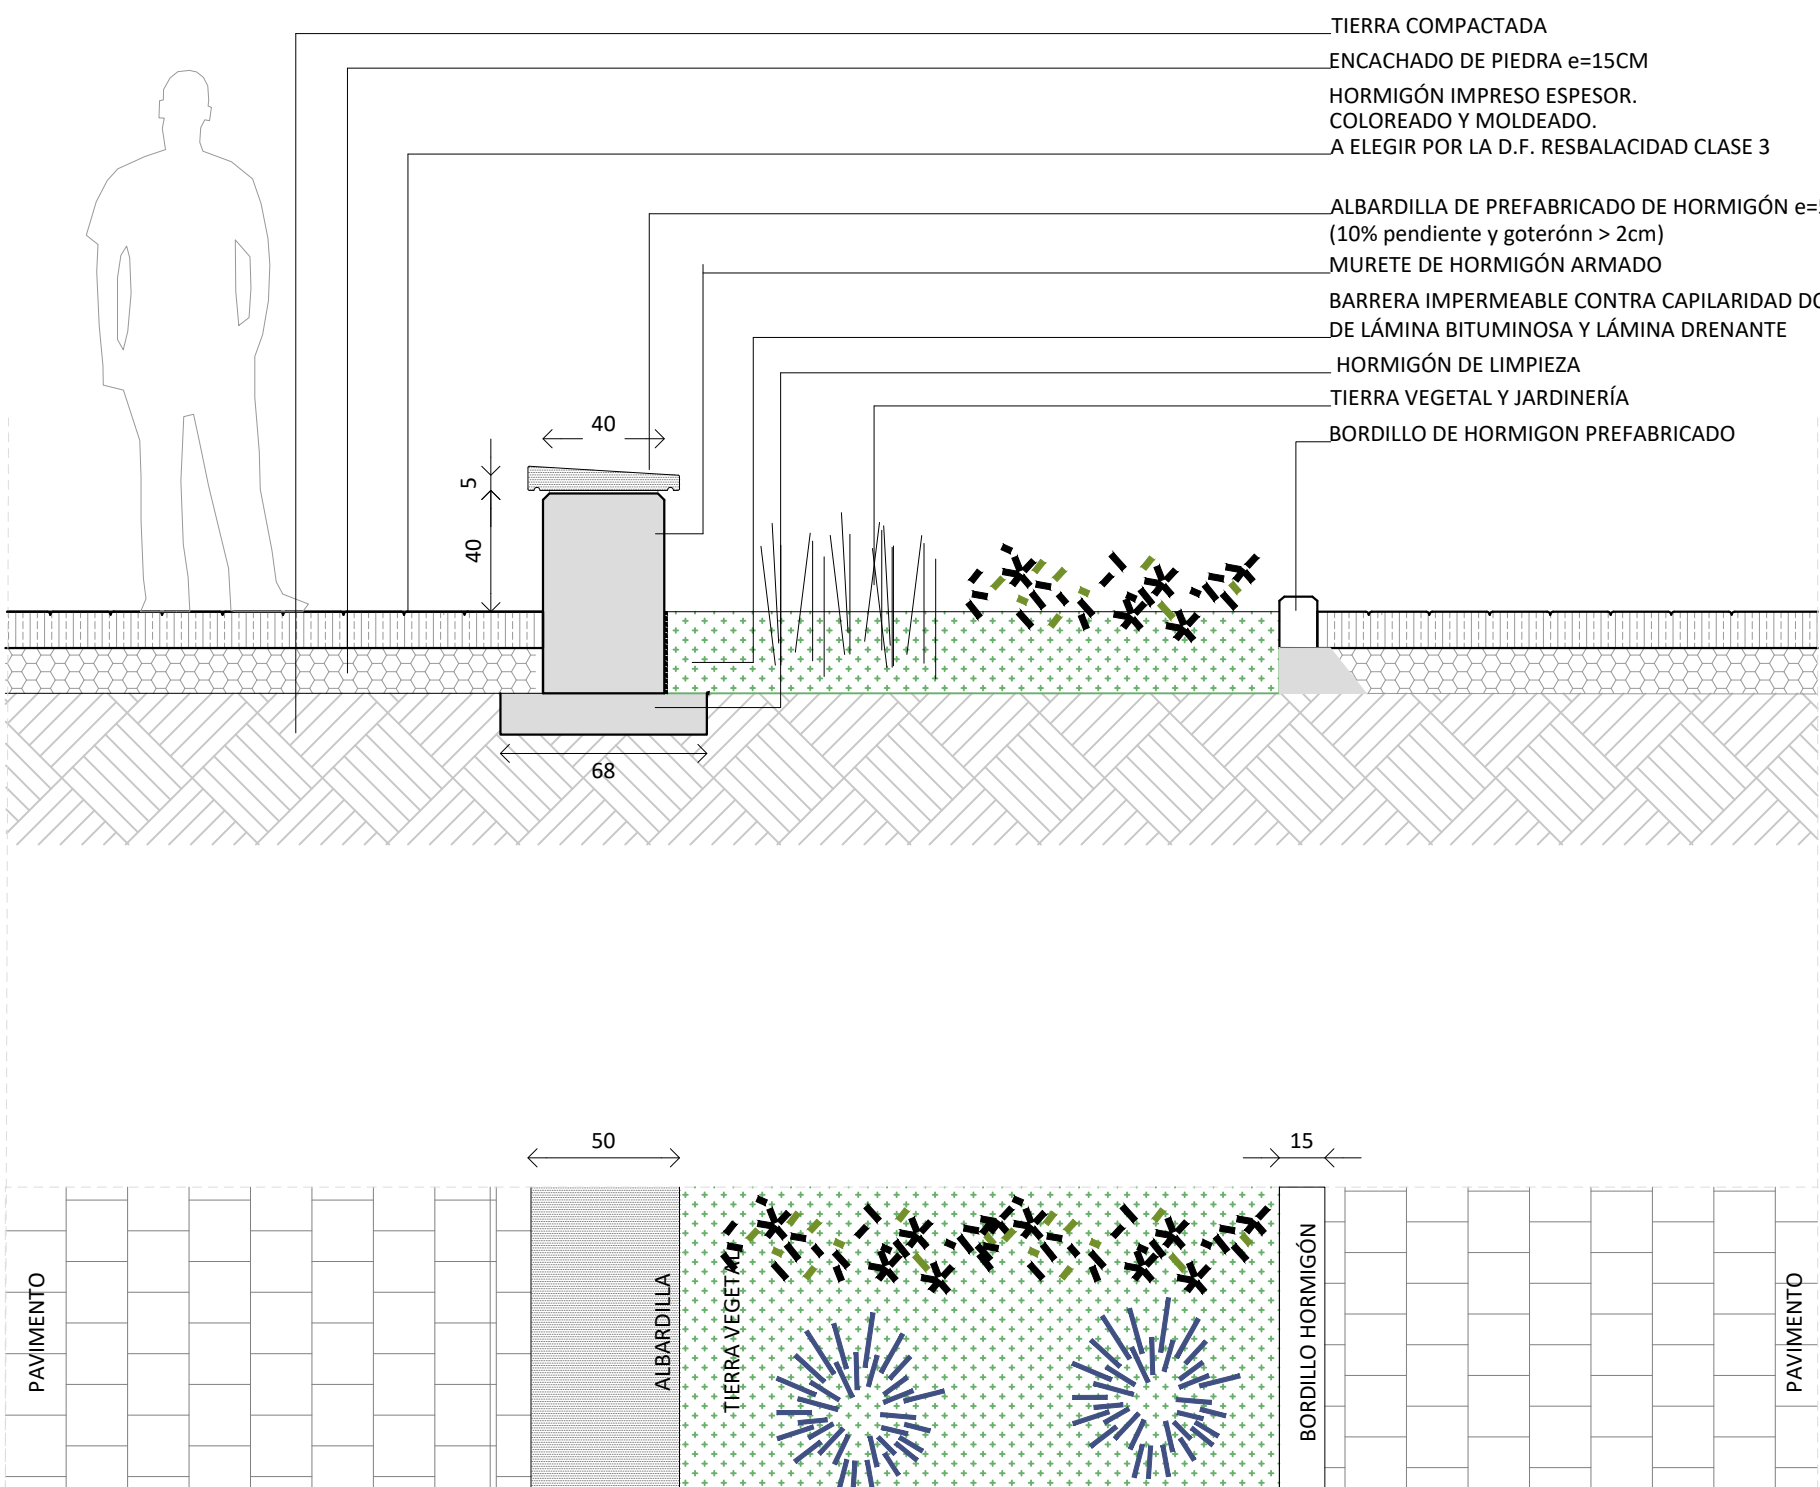 TIERRA COMPACTADA
ENCACHADO DE PIEDRA e=15CM
HORMIGÓN IMPRESO ESPESOR.
COLOREADO Y MOLDEADO.
A ELEGIR POR LA D.F. RESBALACIDAD CLASE 3
ALBARDILLA DE PREFABRICADO DE HORMIGÓN e=
(10% pendiente y goterónn > 2cm)
MURETE DE HORMIGÓN ARMADO
BARRERA IMPERMEABLE CONTRA CAPILARIDAD
DE LÁMINA BITUMINOSA Y LÁMINA DRENANTE
HORMIGÓN DE LIMPIEZA
TIERRA VEGETAL Y JARDINERÍA
BORDILLO DE HORMIGON PREFABRICADO
40
5
40
68
50
15
PAVIMENTO
ALBARDILLA
TIERRA VEGETAL
BORDILLO HORMIGÓN
PAVIMENTO